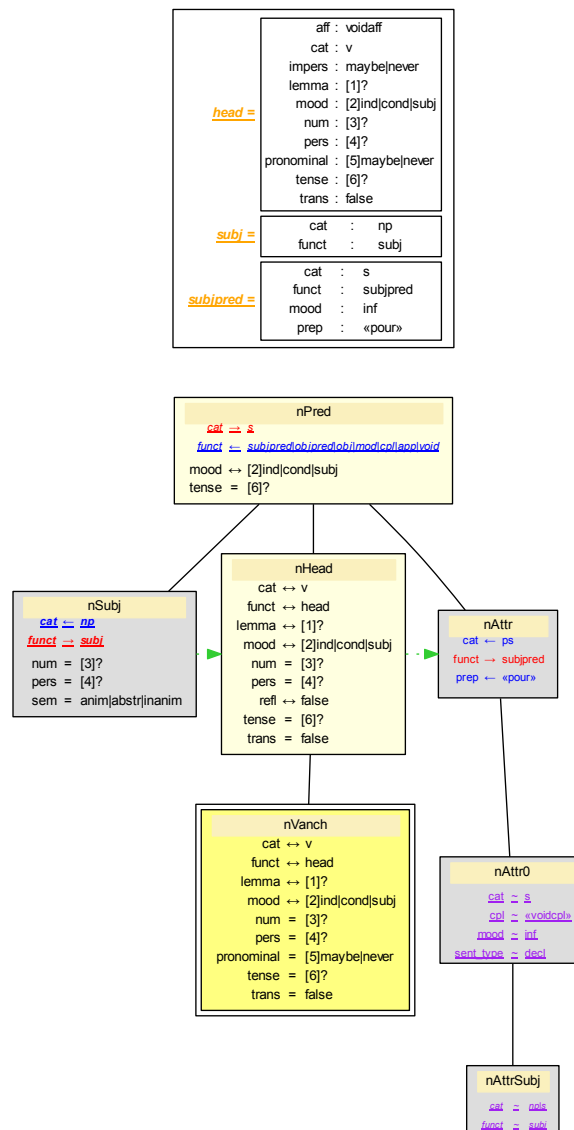 head =
aff : voidaff
cat : v
impers : maybe|never
lemma : [1]?
mood : [2]ind|cond|subj
num : [3]?
pers : [4]?
pronominal : [5]maybe|never
tense : [6]?
trans : false
subj =
cat : np
funct : subj
subjpred =
cat : s
funct : subjpred
mood : inf
prep : «pour»
nPred
cat → s
funct ← subjpred|objpred|obj|mod|cpl|app|void
mood ↔ [2]ind|cond|subj
tense = [6]?
nSubj
cat ← np
funct → subj
num = [3]?
pers = [4]?
sem = anim|abstr|inanim
nHead
cat ↔ v
funct ↔ head
lemma ↔ [1]?
mood ↔ [2]ind|cond|subj
num = [3]?
pers = [4]?
refl ↔ false
tense = [6]?
trans = false
nAttr
cat ← ps
funct → subjpred
prep ← «pour»
nVanch
cat ↔ v
funct ↔ head
lemma ↔ [1]?
mood ↔ [2]ind|cond|subj
num = [3]?
pers = [4]?
pronominal = [5]maybe|never
tense = [6]?
trans = false
nAttr0
cat ~ s
cpl ~ «voidcpl»
mood ~ inf
sent_type ~ decl
nAttrSubj
cat ~ np|s
funct ~ subj